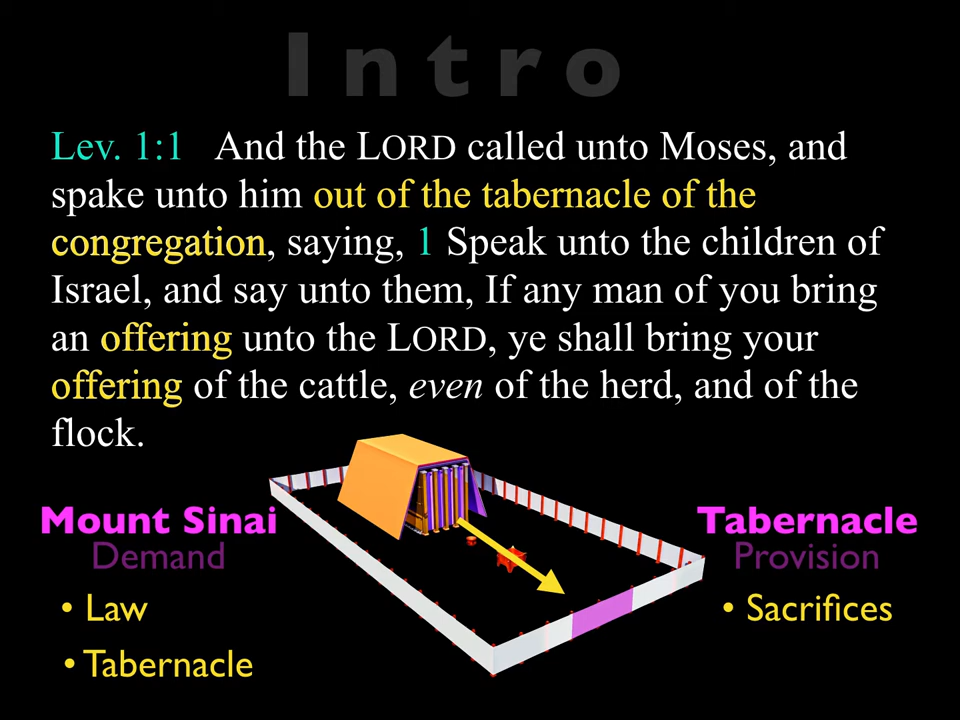 Intro
Lev. 1:1 And the LORD called unto Moses, and
spake unto him out of the tabernacle of the
congregation, saying, 1 Speak unto the children of
Israel, and say unto them, If any man of you bring
an offering unto the LORD, ye shall bring your
offering of the cattle, even of the herd, and of the
flock.
Mount Sinai
Demand
• Law
• Tabernacle
Tabernacle
Provision
• Sacrifices